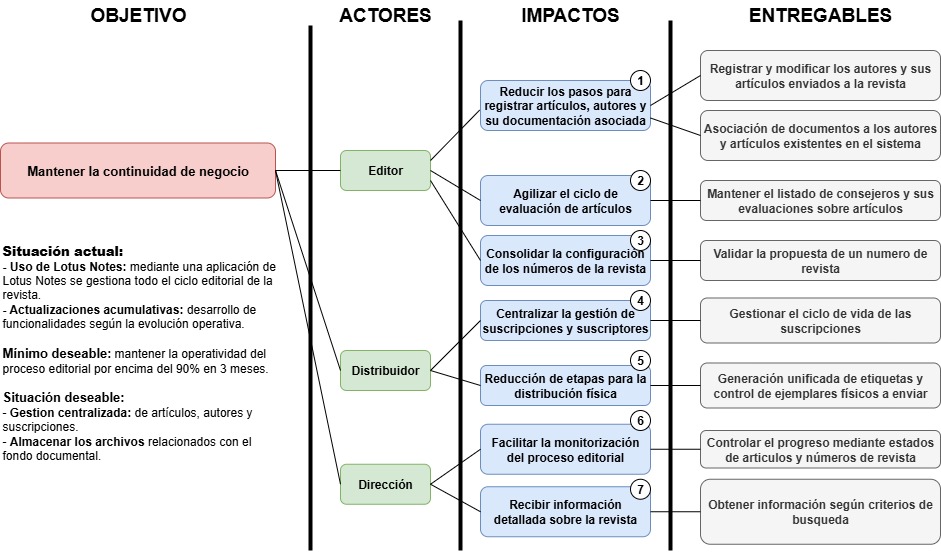 OBJETIVO
ACTORES
IMPACTOS
ENTREGABLES
Mantener la continuidad de negocio
Situación actual:
- Uso de Lotus Notes: mediante una aplicación de
Lotus Notes se gestiona todo el ciclo editorial de la
revista.
- Actualizaciones acumulativas: desarrollo de
funcionalidades según la evolución operativa.
Mínimo deseable: mantener la operatividad del
proceso editorial por encima del 90% en 3 meses.
Situación deseable:
- Gestion centralizada: de artículos, autores y
suscripciones.
- Almacenar los archivos relacionados con el
fondo documental.
Editor
Distribuidor
Dirección
1
Reducir los pasos para
registrar artículos, autores y
su documentación asociada
2
Agilizar el ciclo de
evaluación de artículos
3
Consolidar la configuración
de los números de la revista
4
Centralizar la gestión de
suscripciones y suscriptores
5
Reducción de etapas para la
distribución física
6
Facilitar la monitorización
del proceso editorial
7
Recibir información
detallada sobre la revista
Registrar y modificar los autores y sus
artículos enviados a la revista
Asociación de documentos a los autores
y artículos existentes en el sistema
Mantener el listado de consejeros y sus
evaluaciones sobre artículos
Validar la propuesta de un numero de
revista
Gestionar el ciclo de vida de las
suscripciones
Generación unificada de etiquetas y
control de ejemplares físicos a enviar
Controlar el progreso mediante estados
de articulos y números de revista
Obtener información según criterios de
busqueda